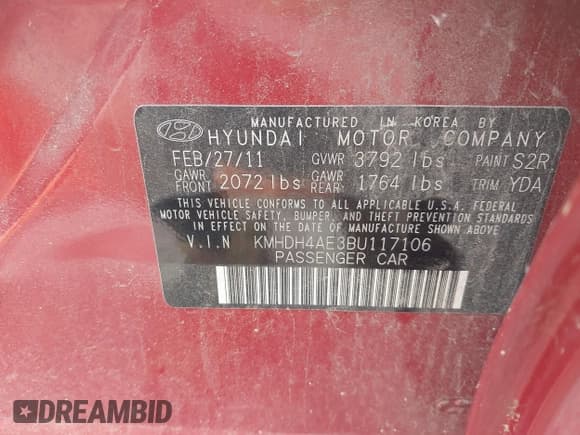 MANUFACTURED IN KOREA BY
HYUNDAI MOTOR COMPANY
FEB/27/11 GVWR 3792 lbs PAINT S2R
GAWR FRONT 2072 lbs GAWR REAR 1764 lbs TRIM YDA
THIS VEHICLE CONFORMS TO ALL APPLICABLE U.S.A. FEDERAL
MOTOR VEHICLE SAFETY, BUMPER, AND THEFT PREVENTION STANDARDS
IN EFFECT ON THE DATE OF MANUFACTURE SHOWN ABOVE.
V.I.N KMHDH4AE3BU117106
PASSENGER CAR
DREAMBID